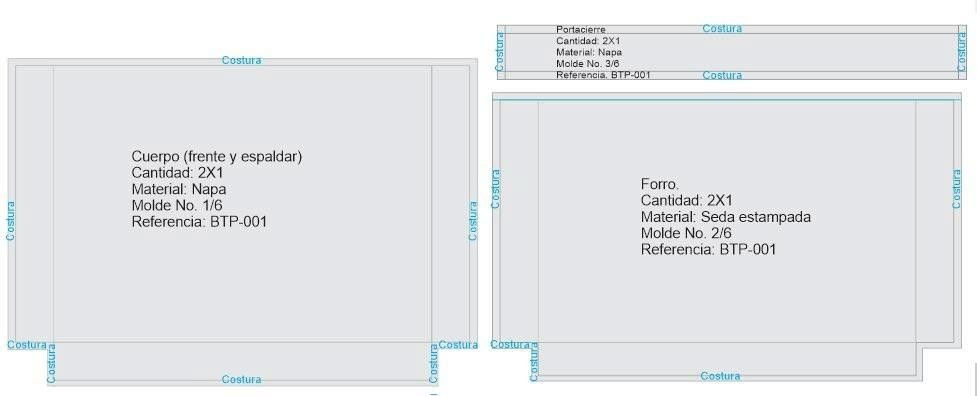 Costura
Cuerpo (frente y espaldar)
Cantidad: 2X1
Material: Napa
Molde No. 1/6
Referencia: BTP-001
Costura
Costura
Costura
Costura
Costura
Costura
Costura
Portacierre
Costura
Cantidad: 2X1
Material: Napa
Molde No. 3/6
Referencia. BTP-001
Costura
Costura
Costura
Forro.
Cantidad: 2X1
Material: Seda estampada
Molde No. 2/6
Referencia: BTP-001
Costura
Costura
Costura
Costura
Costura